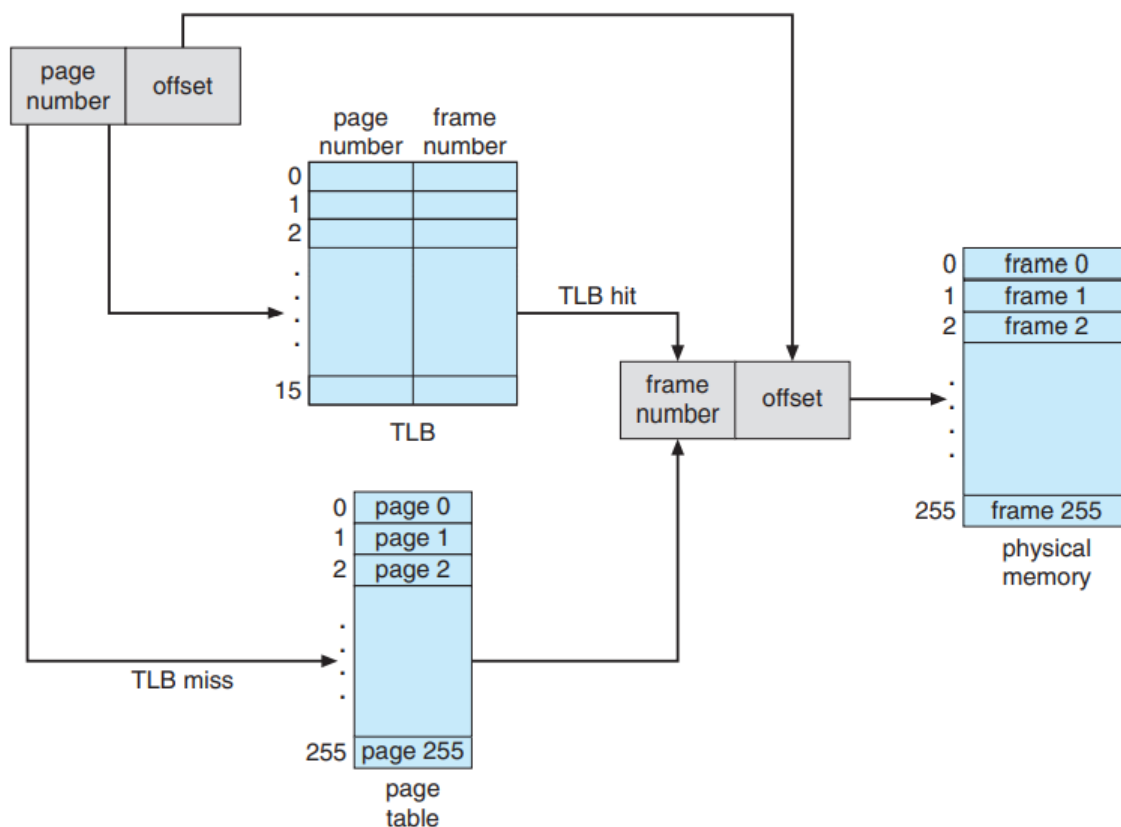 page
number
offset
page
number
frame
number
0
1
2
.
.
.
.
15
TLB
TLB hit
frame
number
offset
0 frame 0
1 frame 1
2 frame 2
.
.
.
.
255 frame 255
physical
memory
TLB miss
0 page 0
1 page 1
2 page 2
.
.
.
.
255 page 255
page
table